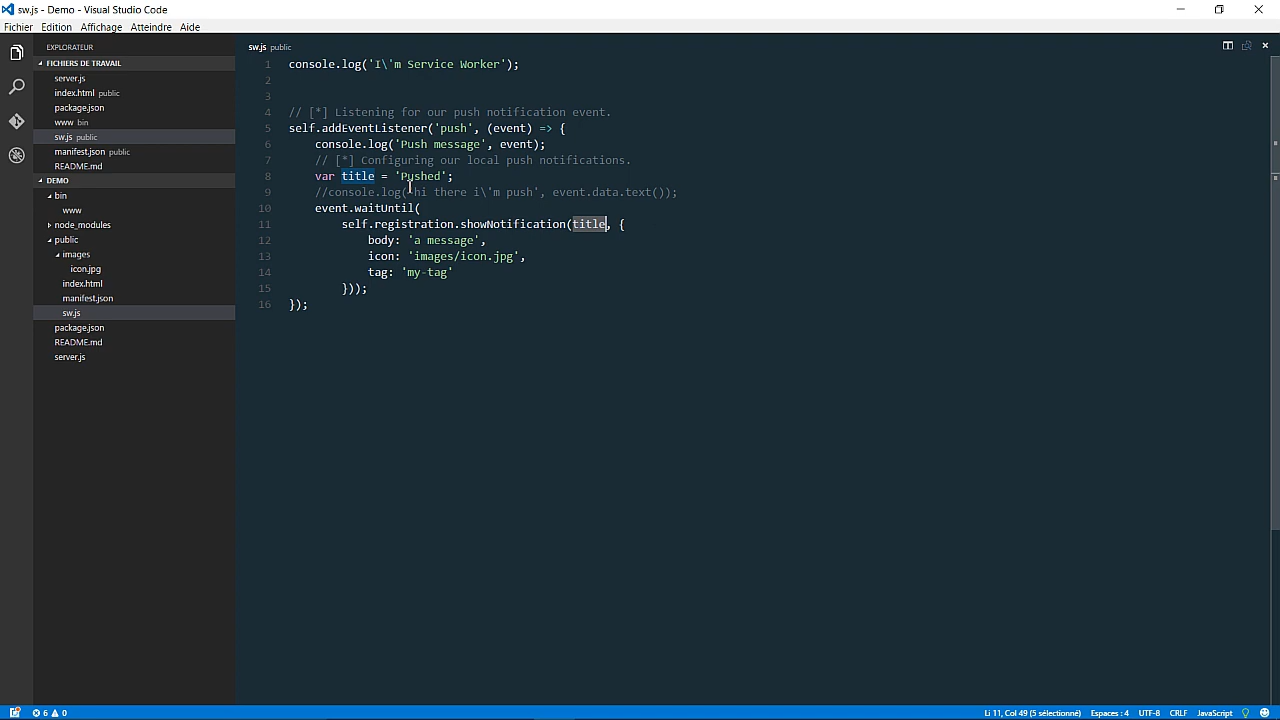 sw.js - Demo - Visual Studio Code
Fichier Edition Affichage Atteindre Aide
EXPLORATEUR
FICHIERS DE TRAVAIL
server.js
index.html public
package.json
www bin
sw.js public
manifest.json public
README.md
DEMO
bin
www
node_modules
public
images
icon.jpg
index.html
manifest.json
sw.js
package.json
README.md
server.js
sw.js public
1 console.log('I\'m Service Worker');
2
3
4 // [*] Listening for our push notification event.
5 self.addEventListener('push', (event) => {
6 console.log('Push message', event);
7 // [*] Configuring our local push notifications.
8 var title = 'Pushed';
9 //console.log('hi there i\'m push', event.data.text());
10 event.waitUntil(
11 self.registration.showNotification(title, {
12 body: 'a message',
13 icon: 'images/icon.jpg',
14 tag: 'my-tag'
15 }));
16 });
6 0 Li 11, Col 49 (5 sélectionné) Espaces : 4 UTF-8 CRLF JavaScript